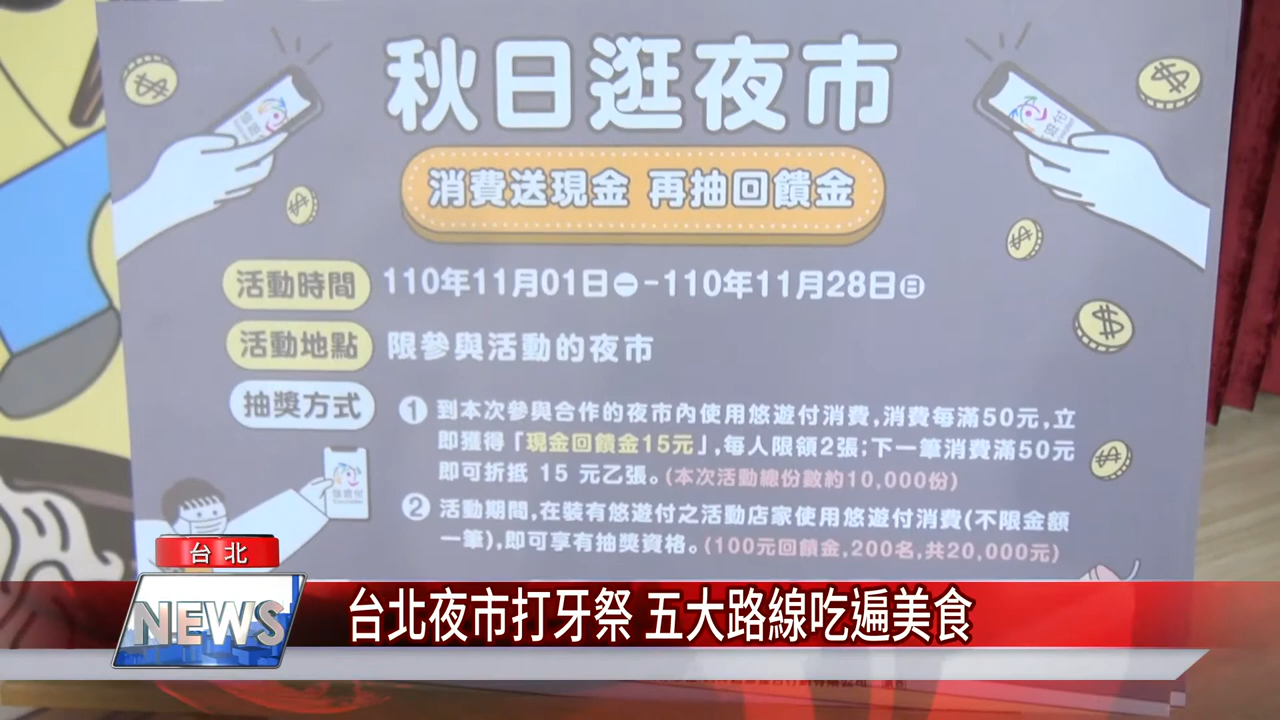 秋日逛夜市
消費送現金 再抽回饋金
活動時間 110年11月01日㊀-110年11月28日㊐
活動地點 限參與活動的夜市
抽獎方式
① 到本次參與合作的夜市內使用悠遊付消費,消費每滿50元,立
即獲得「現金回饋金15元」,每人限領2張;下一筆消費滿50元
即可折抵 15 元乙張。(本次活動總份數約10,000份)
② 活動期間,在裝有悠遊付之活動店家使用悠遊付消費(不限金額
一筆),即可享有抽獎資格。(100元回饋金,200名,共20,000元)
台北
NEWS
台北夜市打牙祭 五大路線吃遍美食